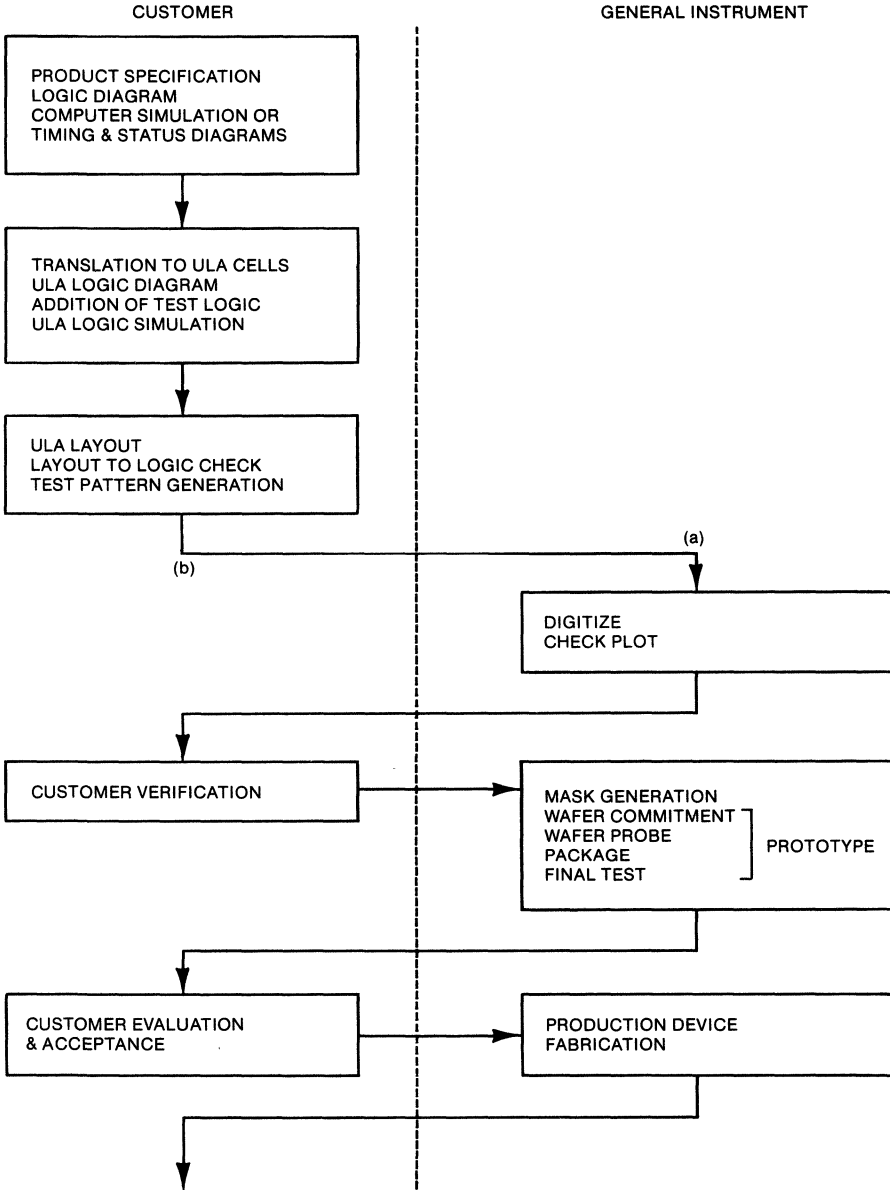 CUSTOMER
GENERAL INSTRUMENT
PRODUCT SPECIFICATION
LOGIC DIAGRAM
COMPUTER SIMULATION OR
TIMING & STATUS DIAGRAMS
TRANSLATION TO ULA CELLS
ULA LOGIC DIAGRAM
ADDITION OF TEST LOGIC
ULA LOGIC SIMULATION
ULA LAYOUT
LAYOUT TO LOGIC CHECK
TEST PATTERN GENERATION
(a)
(b)
DIGITIZE
CHECK PLOT
CUSTOMER VERIFICATION
MASK GENERATION
WAFER COMMITMENT
WAFER PROBE
PACKAGE
FINAL TEST
PROTOTYPE
CUSTOMER EVALUATION
& ACCEPTANCE
PRODUCTION DEVICE
FABRICATION